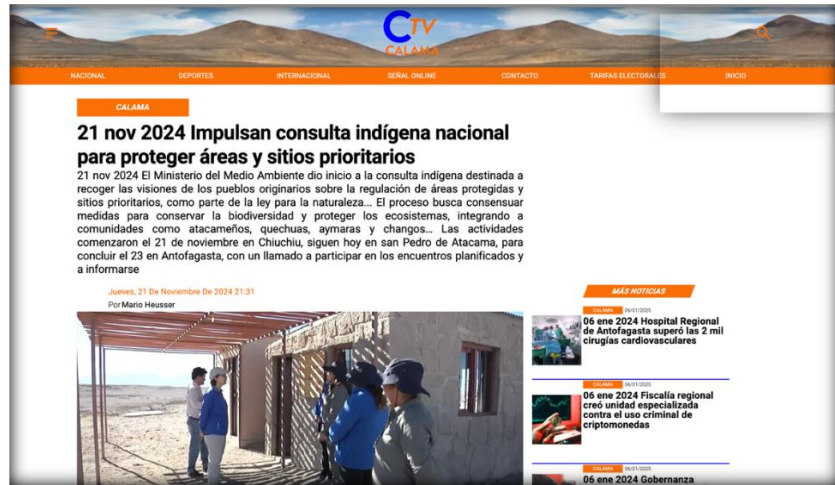 CTV
CALAMA
NACIONAL
DEPORTES
INTERNACIONAL
SEÑAL ONLINE
CONTACTO
TARIFAS ELECTORALES
INICIO
CALAMA
21 nov 2024 Impulsan consulta indígena nacional
para proteger áreas y sitios prioritarios
21 nov 2024 El Ministerio del Medio Ambiente dio inicio a la consulta indígena destinada a
recoger las visiones de los pueblos originarios sobre la regulación de áreas protegidas y
sitios prioritarios, como parte de la ley para la naturaleza... El proceso busca consensuar
medidas para conservar la biodiversidad y proteger los ecosistemas, integrando a
comunidades como atacameños, quechuas, aymaras y changos... Las actividades
comenzaron el 21 de noviembre en Chiuchiu, siguen hoy en san Pedro de Atacama, para
concluir el 23 en Antofagasta, con un llamado a participar en los encuentros planificados y
a informarse
Jueves, 21 De Noviembre De 2024 21:31
Por Mario Heusser
MÁS NOTICIAS
CALAMA 06/01/2025
06 ene 2024 Hospital Regional
de Antofagasta superó las 2 mil
cirugías cardiovasculares
CALAMA 06/01/2025
06 ene 2024 Fiscalía regional
creó unidad especializada
contra el uso criminal de
criptomonedas
CALAMA 06/01/2025
06 ene 2024 Gobernanza